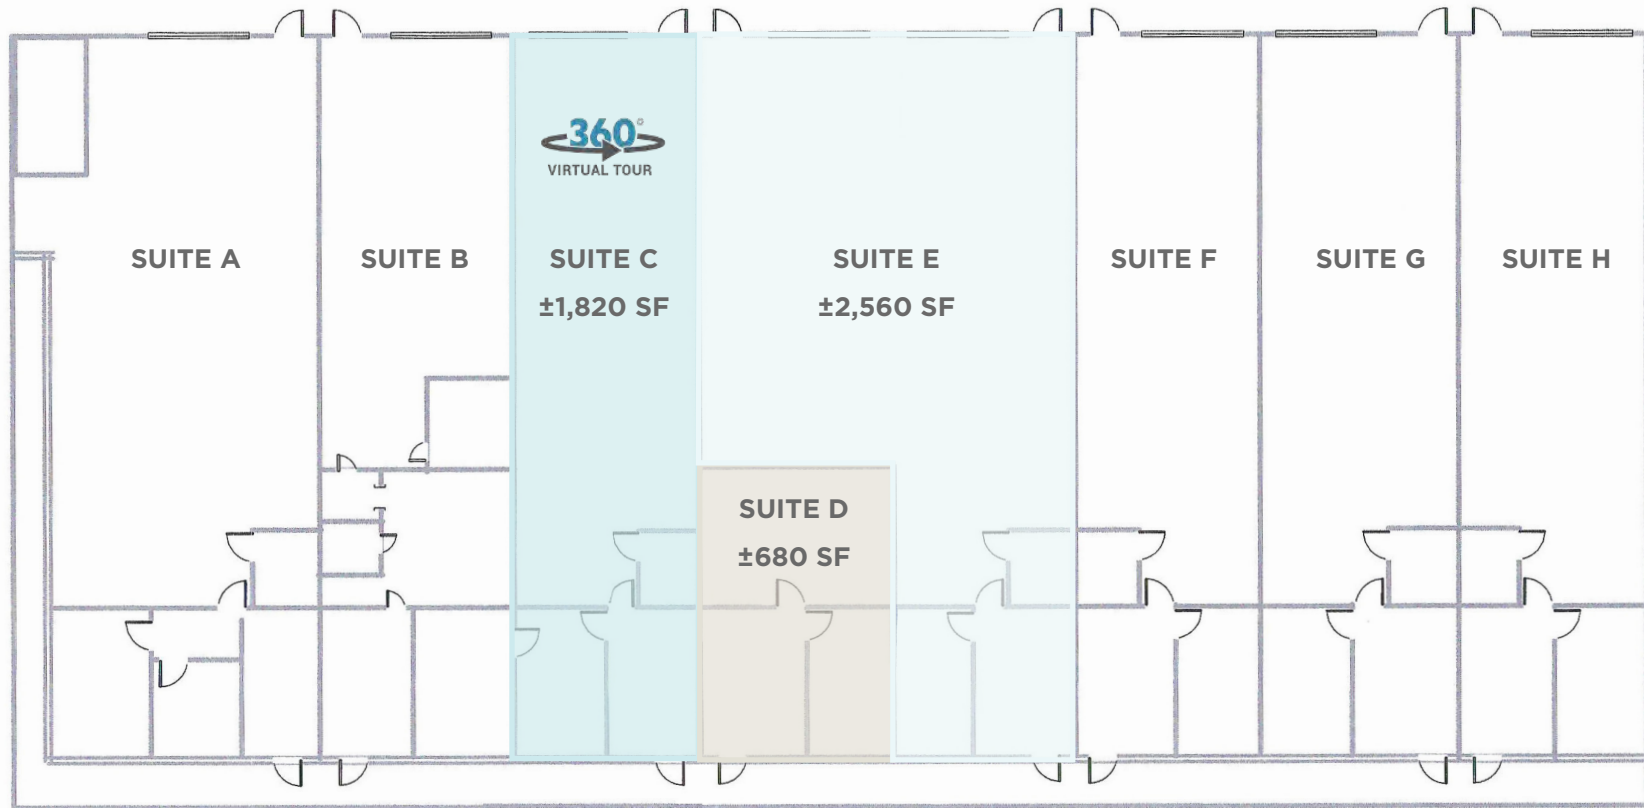 360°
VIRTUAL TOUR
SUITE A
SUITE B
SUITE C
±1,820 SF
SUITE E
±2,560 SF
SUITE F
SUITE G
SUITE H
SUITE D
±680 SF